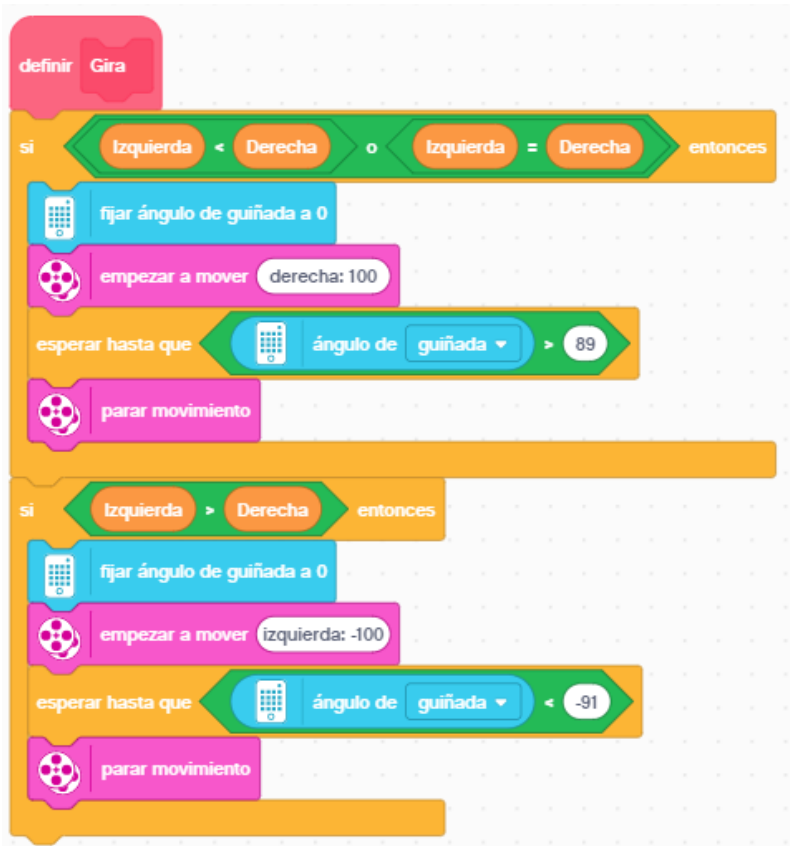 definir Gira
si Izquierda < Derecha o Izquierda = Derecha entonces
fijar ángulo de guiñada a 0
empezar a mover derecha: 100
esperar hasta que ángulo de guiñada > 89
parar movimiento
si Izquierda > Derecha entonces
fijar ángulo de guiñada a 0
empezar a mover izquierda: -100
esperar hasta que ángulo de guiñada < -91
parar movimiento